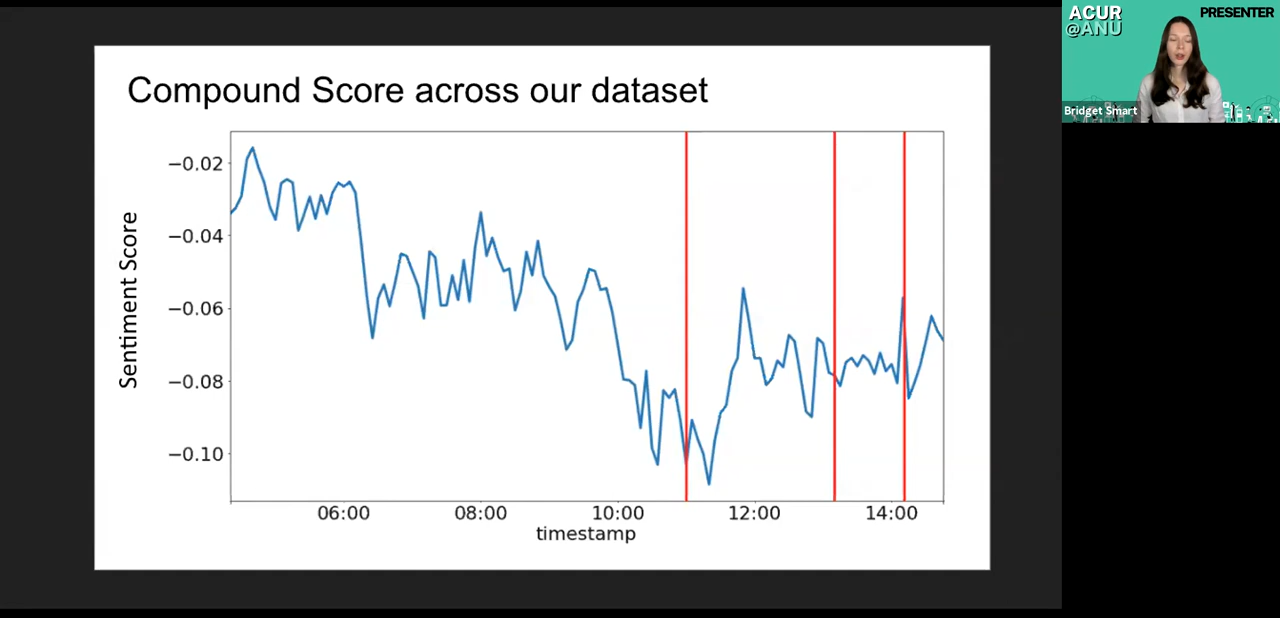 Compound Score across our dataset
Sentiment Score
−0.02
−0.04
−0.06
−0.08
−0.10
06:00 08:00 10:00 12:00 14:00
timestamp
ACUR
@ANU
PRESENTER
Bridget Smart